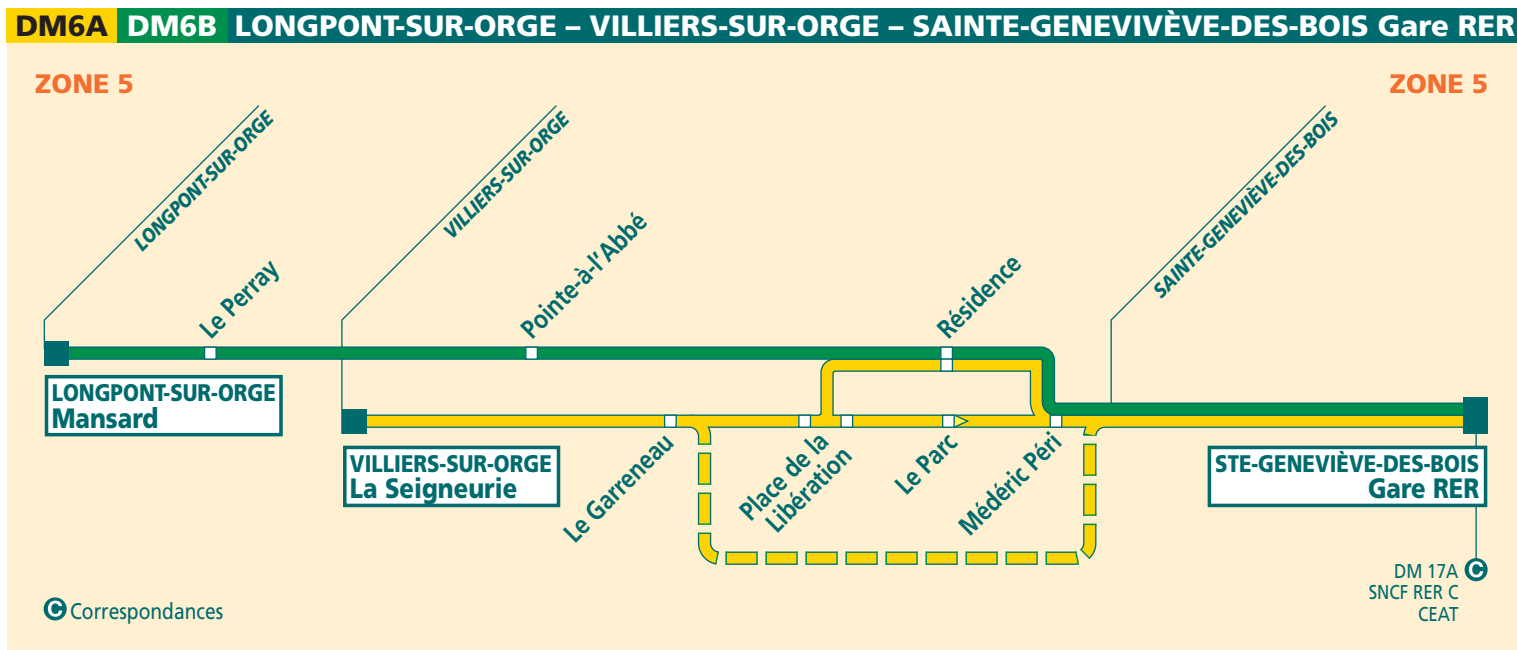 DM6A DM6B LONGPONT-SUR-ORGE – VILLIERS-SUR-ORGE – SAINTE-GENEVIVÈVE-DES-BOIS Gare RER
ZONE 5
ZONE 5
LONGPONT-SUR-ORGE
VILLIERS-SUR-ORGE
SAINTE-GENEVIÈVE-DES-BOIS
Le Perray
Pointe-à-l'Abbé
Résidence
LONGPONT-SUR-ORGE
Mansard
VILLIERS-SUR-ORGE
La Seigneurie
Le Garreneau
Place de la
Libération
Le Parc
Médéric Péri
STE-GENEVIÈVE-DES-BOIS
Gare RER
DM 17A C
SNCF RER C
CEAT
C Correspondances